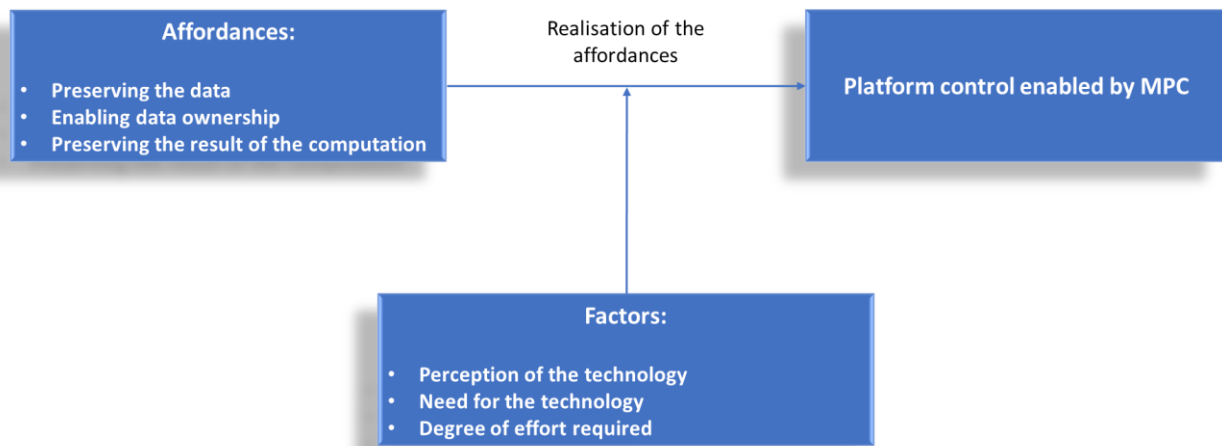 Affordances:
• Preserving the data
• Enabling data ownership
• Preserving the result of the computation
Realisation of the
affordances
Platform control enabled by MPC
Factors:
• Perception of the technology
• Need for the technology
• Degree of effort required